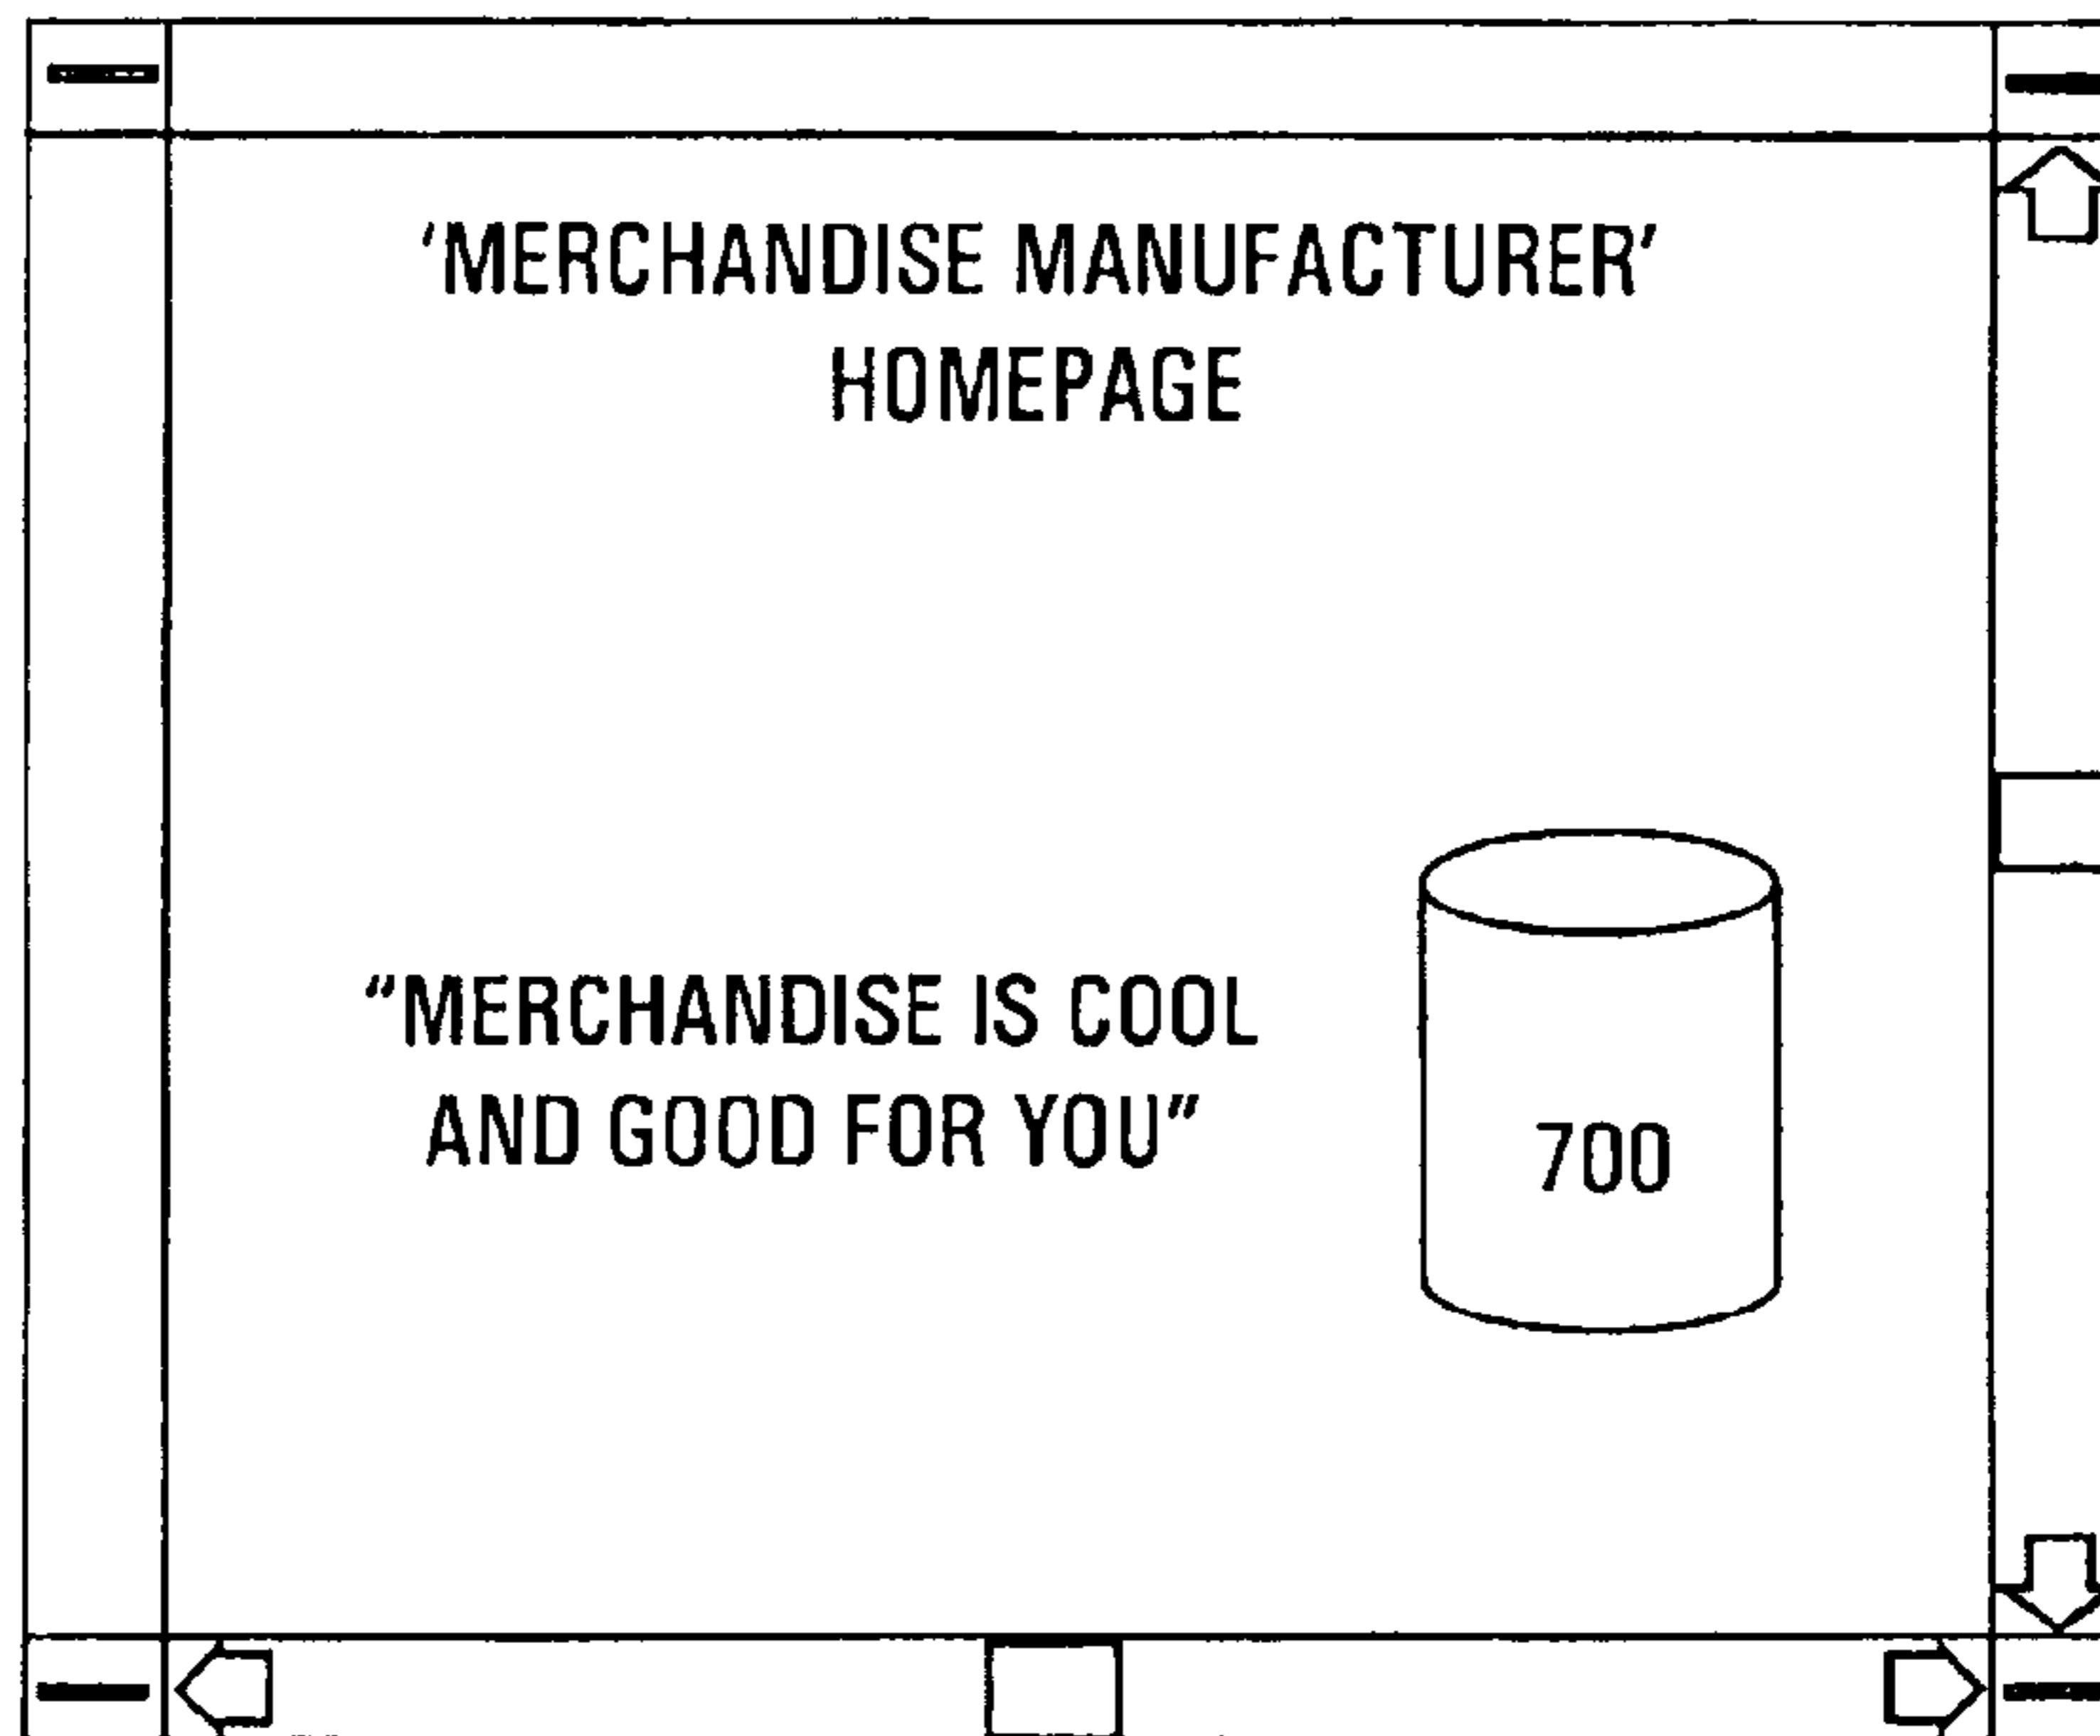 'MERCHANDISE MANUFACTURER'
HOMEPAGE
"MERCHANDISE IS COOL
AND GOOD FOR YOU"
700